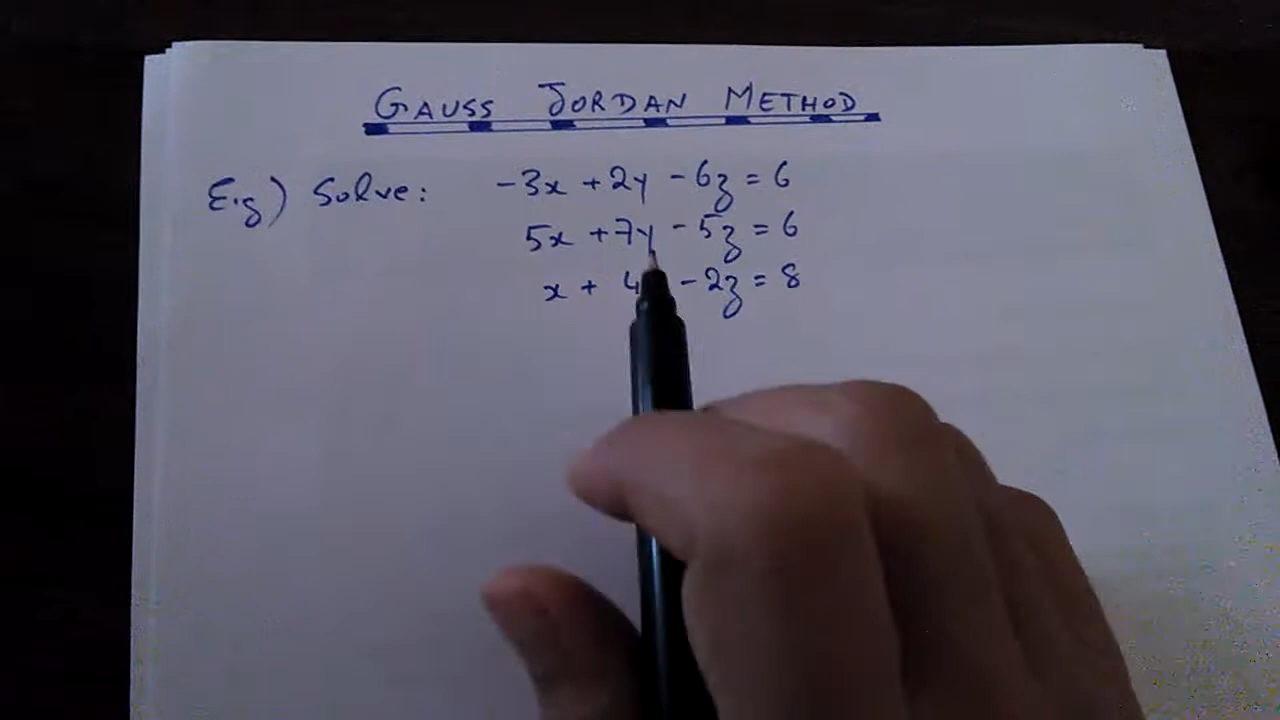 GAUSS JORDAN METHOD
E.g) Solve: -3x + 2y - 6z = 6
5x + 7y - 5z = 6
x + 4 - 2z = 8